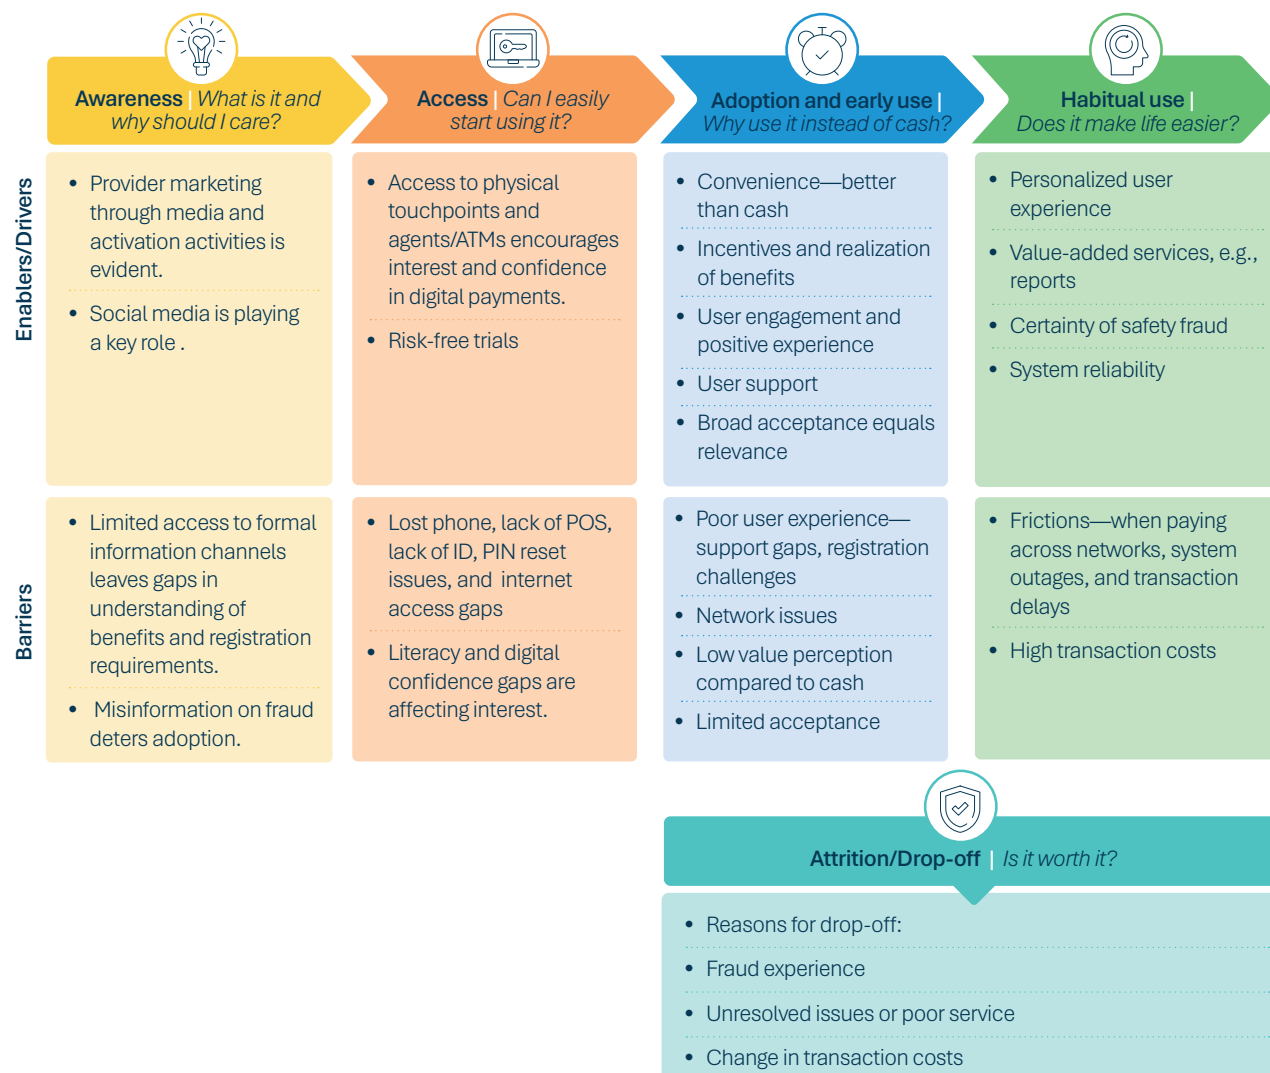 Awareness | What is it and
why should I care?
Access | Can I easily
start using it?
Adoption and early use |
Why use it instead of cash?
Habitual use |
Does it make life easier?
Enablers/Drivers
• Provider marketing
through media and
activation activities is
evident.
• Social media is playing
a key role .
• Access to physical
touchpoints and
agents/ATMs encourages
interest and confidence
in digital payments.
• Risk-free trials
• Convenience—better
than cash
• Incentives and realization
of benefits
• User engagement and
positive experience
• User support
• Broad acceptance equals
relevance
• Personalized user
experience
• Value-added services, e.g.,
reports
• Certainty of safety fraud
• System reliability
Barriers
• Limited access to formal
information channels
leaves gaps in
understanding of
benefits and registration
requirements.
• Misinformation on fraud
deters adoption.
• Lost phone, lack of POS,
lack of ID, PIN reset
issues, and internet
access gaps
• Literacy and digital
confidence gaps are
affecting interest.
• Poor user experience—
support gaps, registration
challenges
• Network issues
• Low value perception
compared to cash
• Limited acceptance
• Frictions—when paying
across networks, system
outages, and transaction
delays
• High transaction costs
Attrition/Drop-off | Is it worth it?
• Reasons for drop-off:
• Fraud experience
• Unresolved issues or poor service
• Change in transaction costs